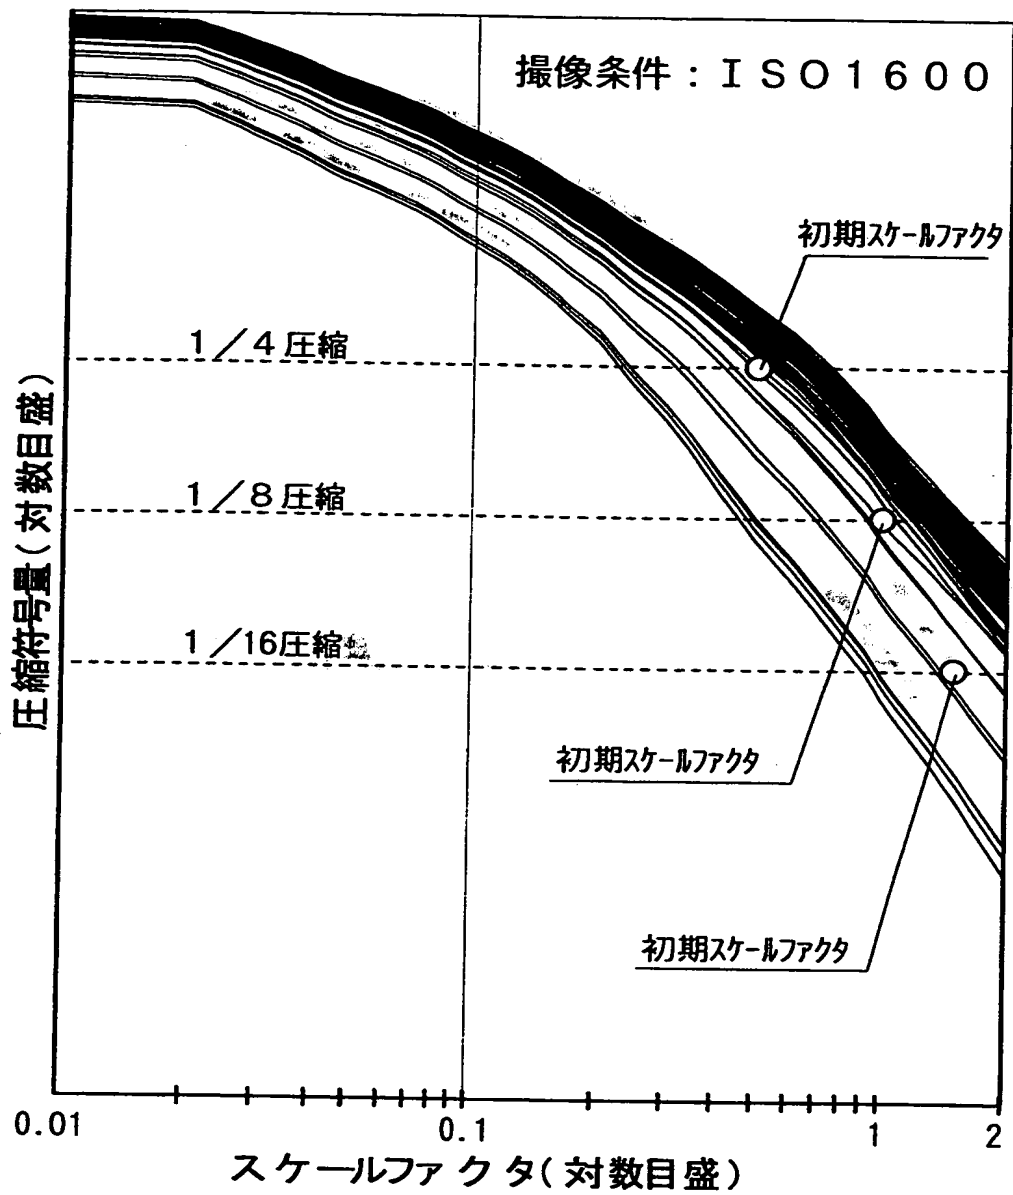 撮像条件：ＩＳＯ１６００
初期スケールファクタ
１／４圧縮
１／８圧縮
１／16圧縮
初期スケールファクタ
初期スケールファクタ
圧縮符号量(対数目盛)
0.01
0.1
1
2
スケールファクタ(対数目盛)